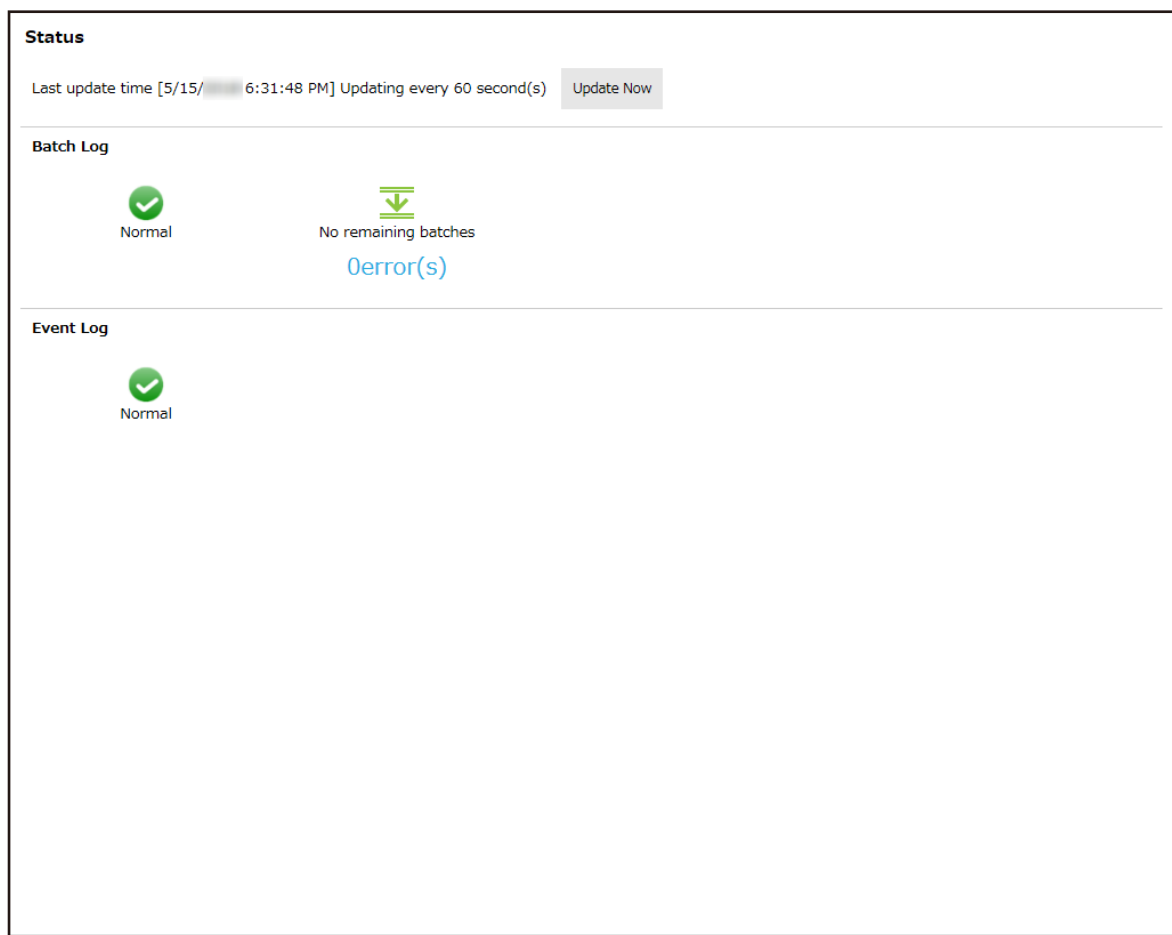 Status
Last update time [5/15/ 6:31:48 PM] Updating every 60 second(s) Update Now
Batch Log
Normal No remaining batches
0error(s)
Event Log
Normal